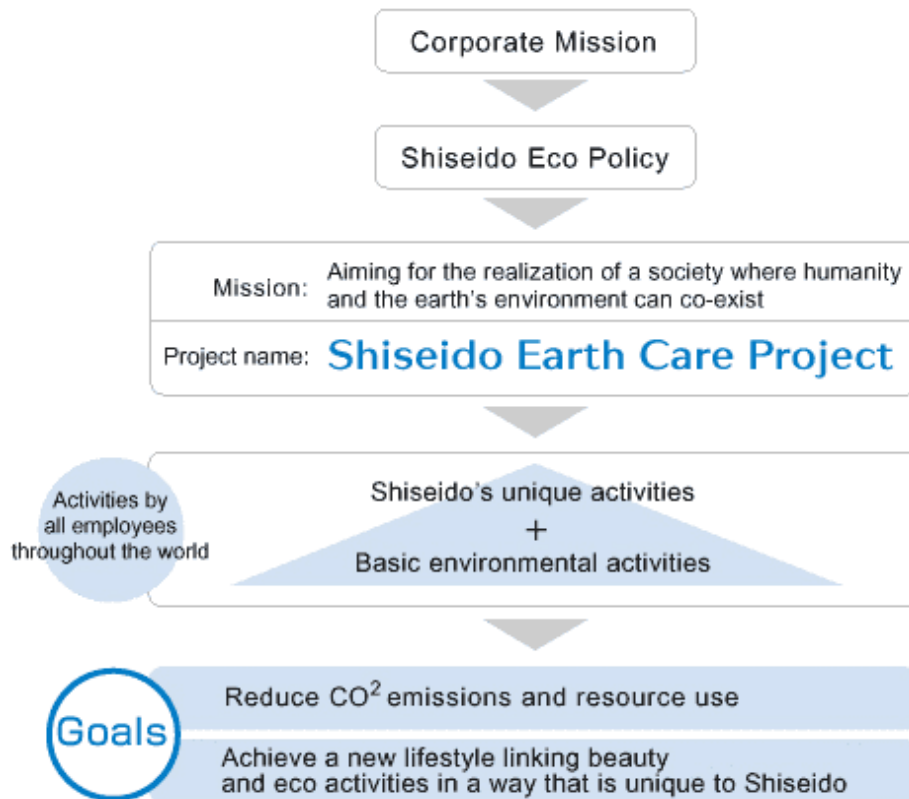 Corporate Mission
Shiseido Eco Policy
Mission: Aiming for the realization of a society where humanity
and the earth's environment can co-exist
Project name: Shiseido Earth Care Project
Activities by
all employees
throughout the world
Shiseido's unique activities
+
Basic environmental activities
Goals
Reduce CO² emissions and resource use
Achieve a new lifestyle linking beauty
and eco activities in a way that is unique to Shiseido